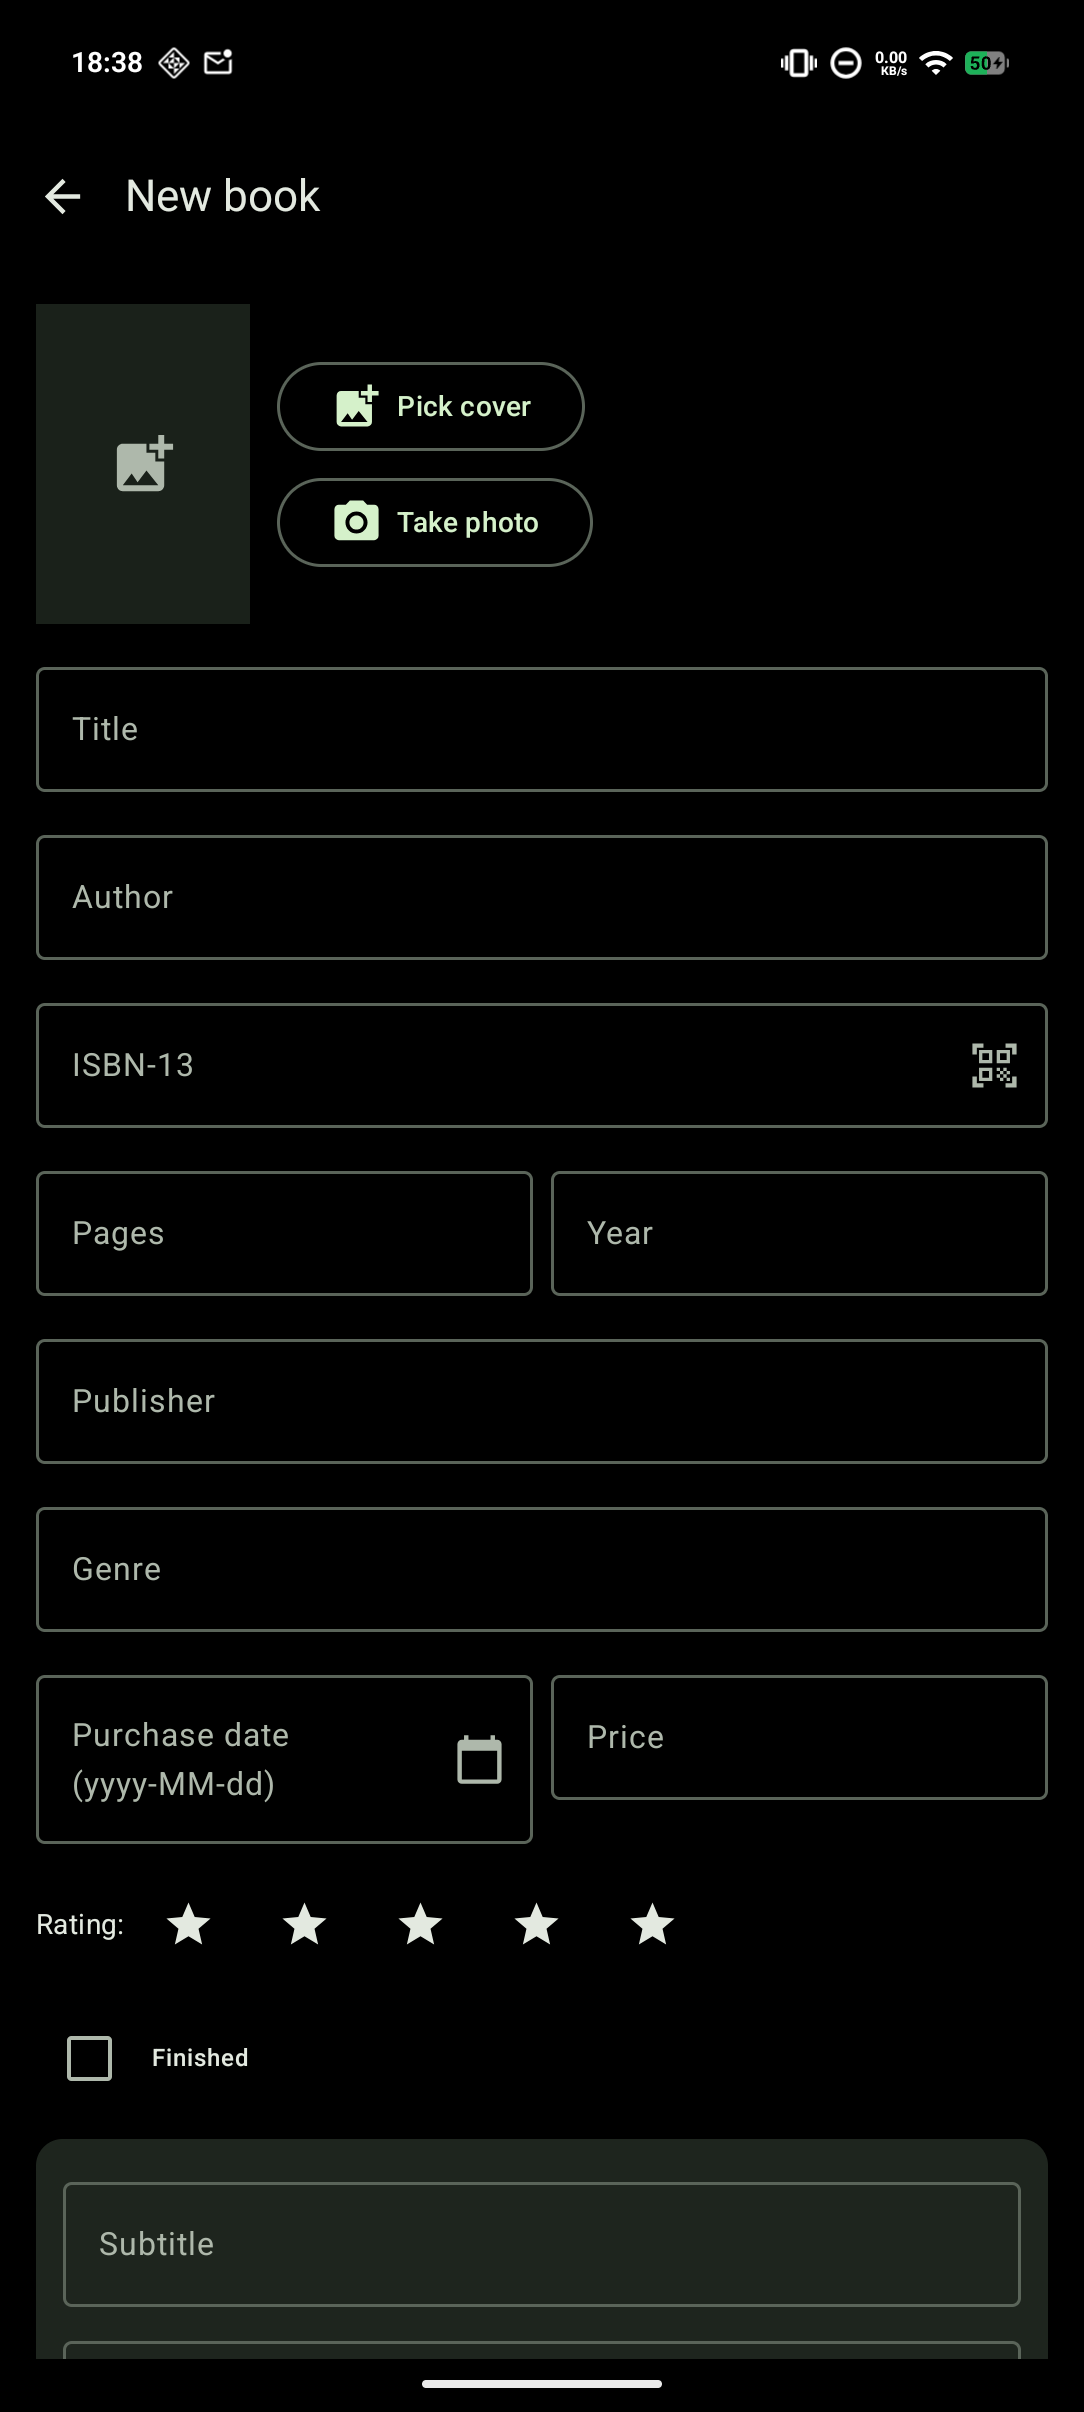 18:38
0.00
KB/s
50
New book
Pick cover
Take photo
Title
Author
ISBN-13
Pages
Year
Publisher
Genre
Purchase date
(yyyy-MM-dd)
Price
Rating:
Finished
Subtitle